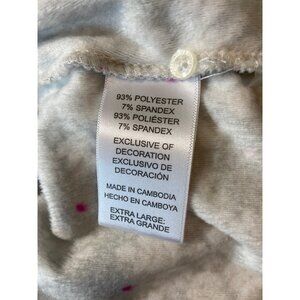 93% POLYESTER
7% SPANDEX
93% POLIÉSTER
7% SPANDEX
EXCLUSIVE OF
DECORATION
EXCLUSIVO DE
DECORACIÓN
MADE IN CAMBODIA
HECHO EN CAMBOYA
EXTRA LARGE:
EXTRA GRANDE